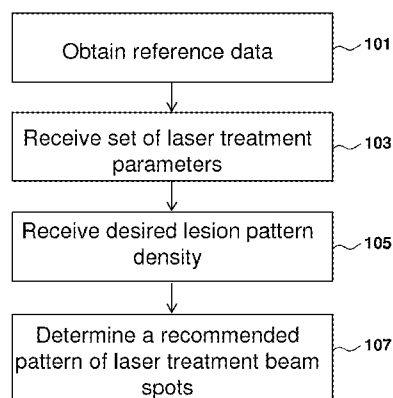 Obtain reference data
101
Receive set of laser treatment
parameters
103
Receive desired lesion pattern
density
105
Determine a recommended
pattern of laser treatment beam
spots
107